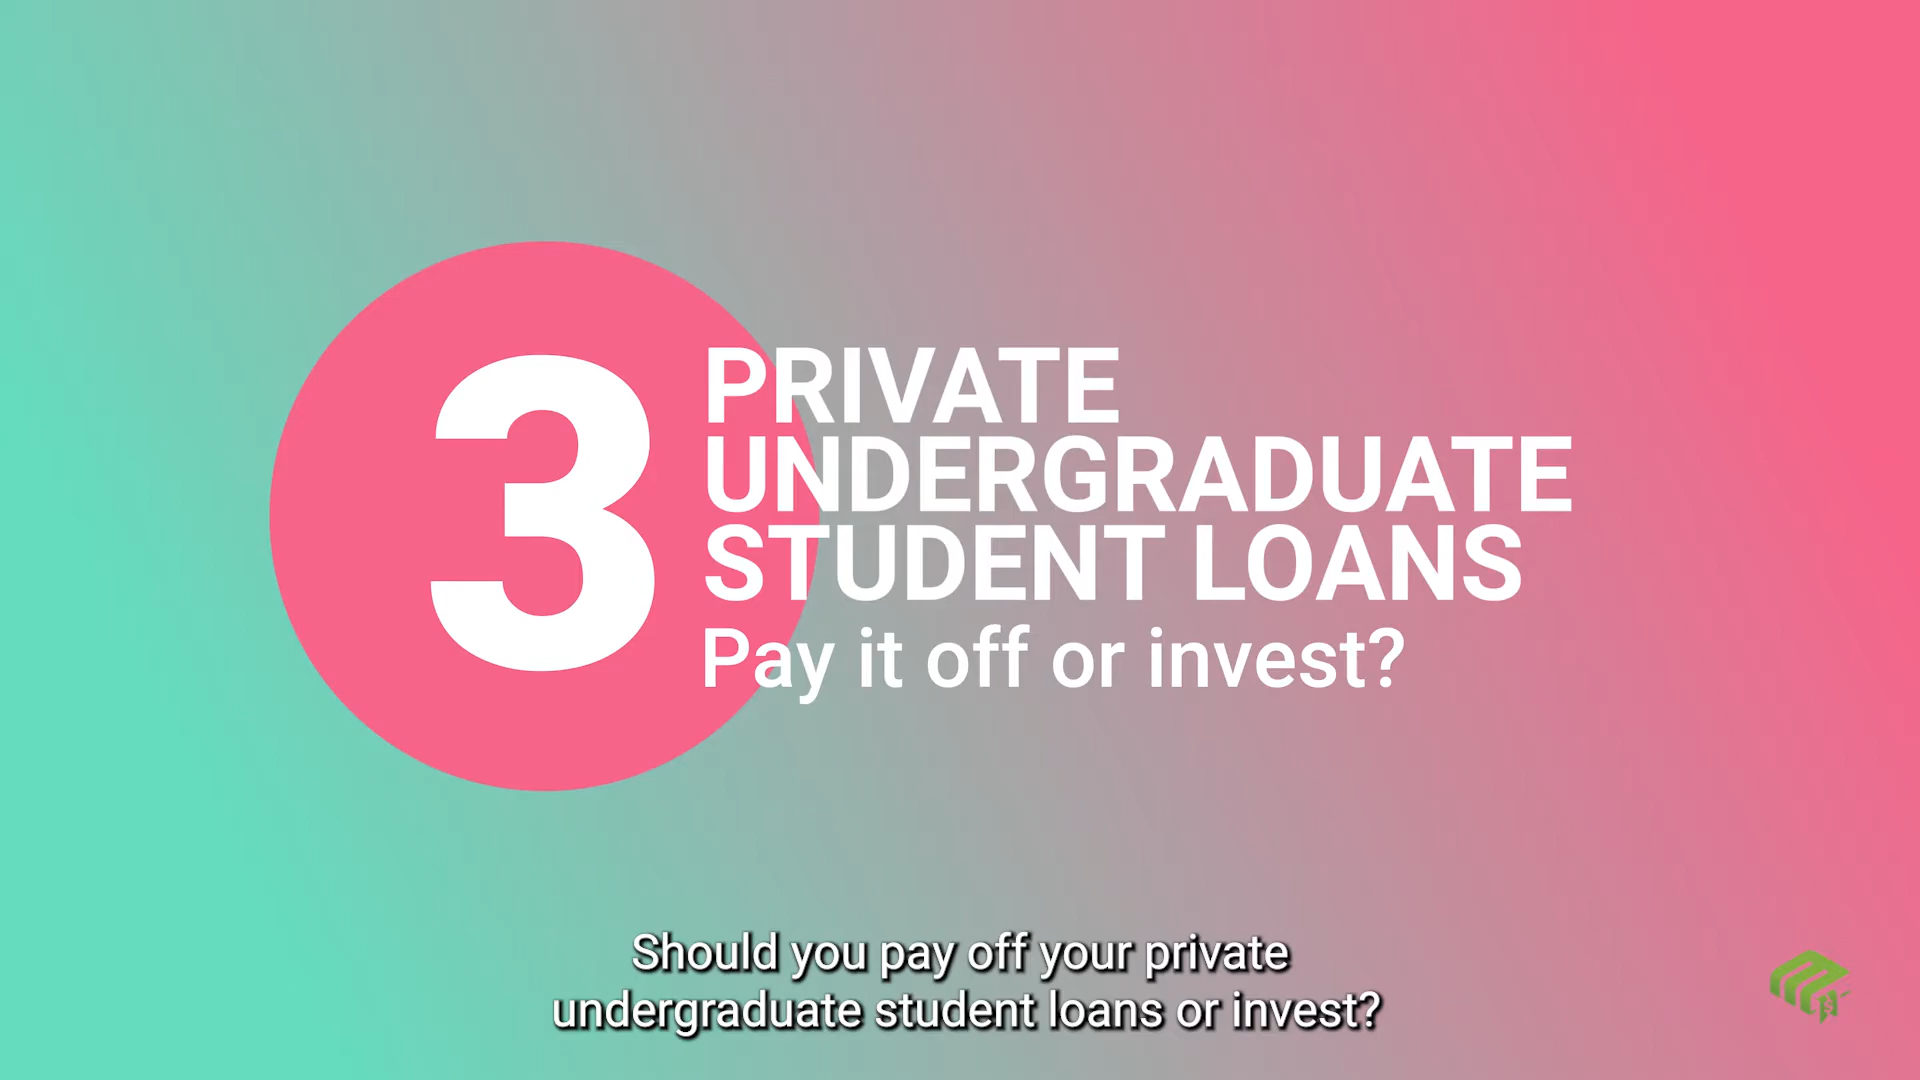 3
PRIVATE
UNDERGRADUATE
STUDENT LOANS
Pay it off or invest?
Should you pay off your private
undergraduate student loans or invest?